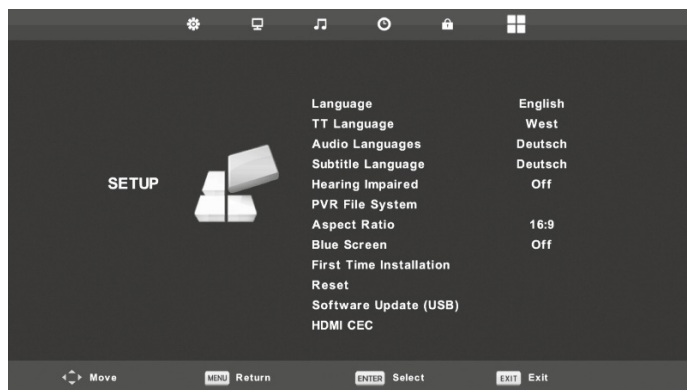 Language English
TT Language West
Audio Languages Deutsch
Subtitle Language Deutsch
SETUP
Hearing Impaired Off
PVR File System
Aspect Ratio 16:9
Blue Screen Off
First Time Installation
Reset
Software Update (USB)
HDMI CEC
Move MENU Return ENTER Select EXIT Exit